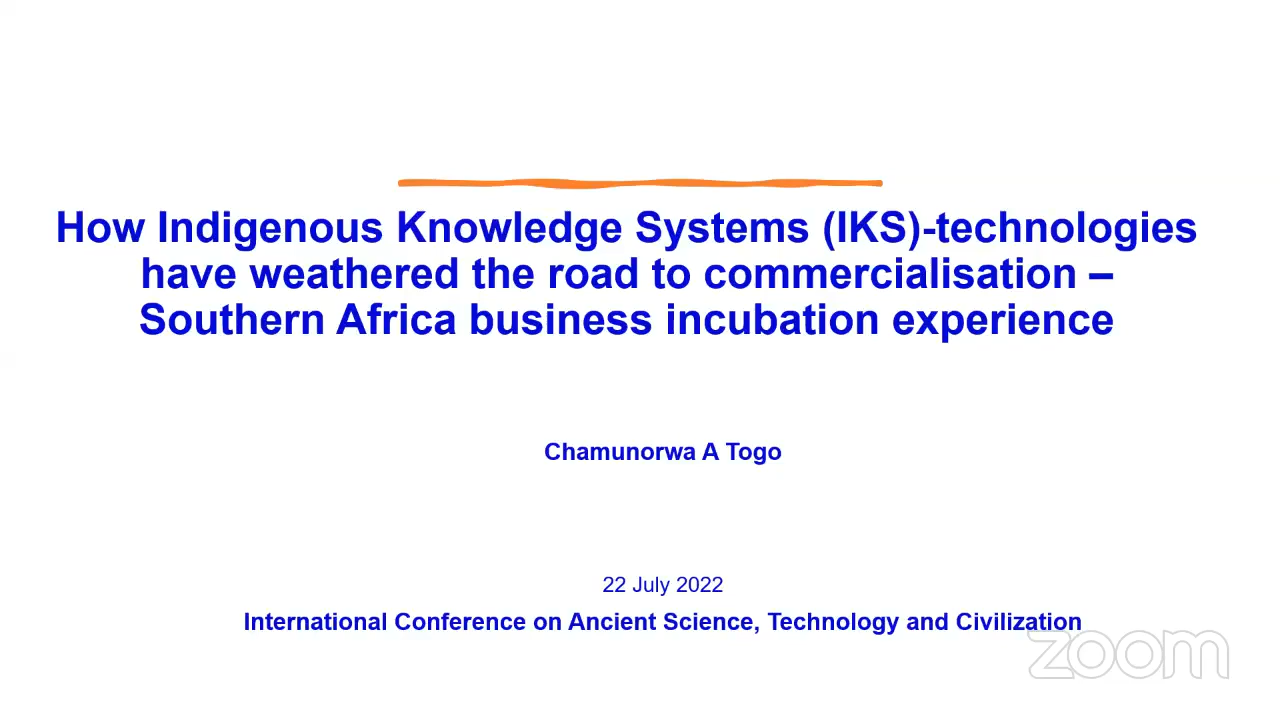 How Indigenous Knowledge Systems (IKS)-technologies
have weathered the road to commercialisation –
Southern Africa business incubation experience
Chamunorwa A Togo
22 July 2022
International Conference on Ancient Science, Technology and Civilization
zoom